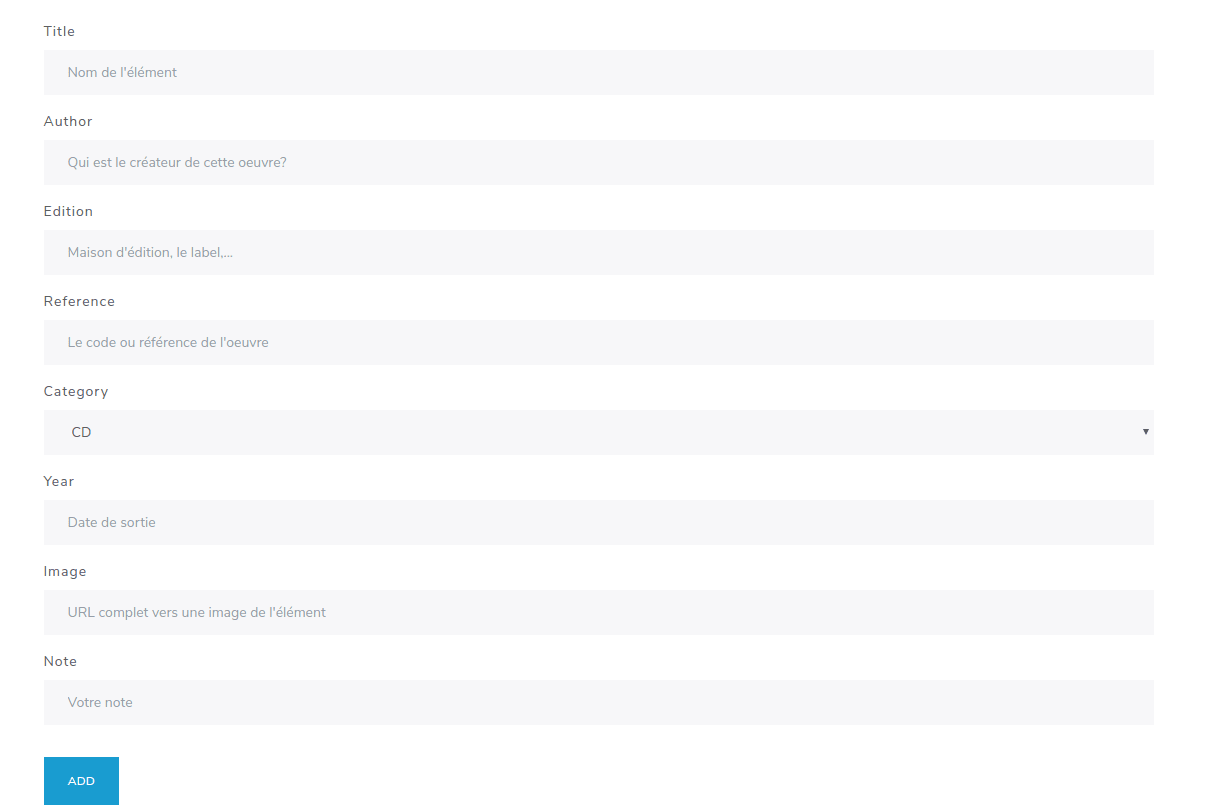 Title
Nom de l'élément
Author
Qui est le créateur de cette oeuvre?
Edition
Maison d'édition, le label,...
Reference
Le code ou référence de l'oeuvre
Category
CD
Year
Date de sortie
Image
URL complet vers une image de l'élément
Note
Votre note
ADD